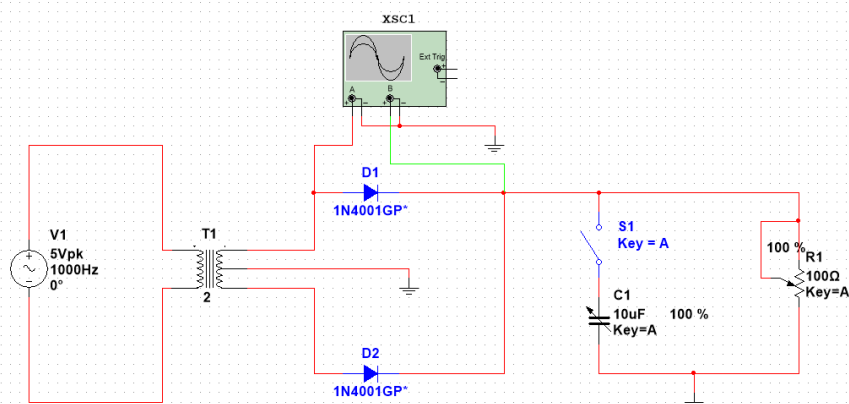 XSC1
Ext Trig
+
-
A
B
+ - + -
D1
1N4001GP*
V1
5Vpk
1000Hz
0°
T1
2
S1
Key = A
100 %
R1
100Ω
Key=A
C1
10uF 100 %
Key=A
D2
1N4001GP*